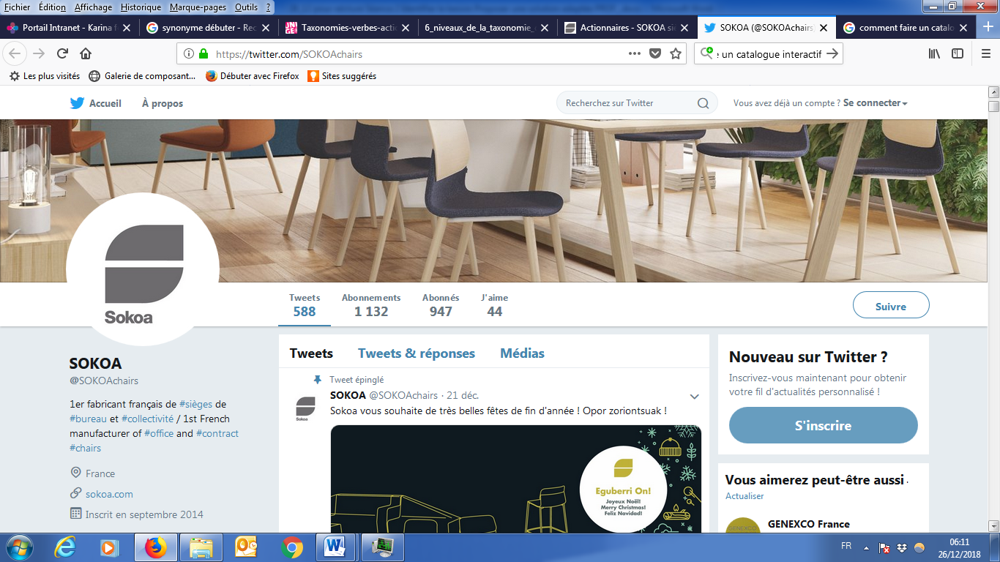 Fichier Édition Affichage Historique Marque-pages Outils ?
Portail Intranet - Karina f
synonyme débuter - Rec
Taxonomies-verbes-acti
6_niveaux_de_la_taxonomie_
Actionnaires - SOKOA si
SOKOA (@SOKOAchairs)
comment faire un catalo
https://twitter.com/SOKOAchairs
un catalogue interactif
Les plus visités Galerie de composant... Débuter avec Firefox Sites suggérés
Accueil À propos
Recherchez sur Twitter
Vous avez déjà un compte ? Se connecter
Sokoa
Tweets Abonnements Abonnés J'aime
588 1 132 947 44
Suivre
SOKOA
@SOKOAchairs
1er fabricant français de #sièges de
#bureau et #collectivité / 1st French
manufacturer of #office and #contract
#chairs
France
sokoa.com
Inscrit en septembre 2014
Tweets Tweets & réponses Médias
Tweet épinglé
SOKOA @SOKOAchairs · 21 déc.
Sokoa
Sokoa vous souhaite de très belles fêtes de fin d'année ! Opor zoriontsuak !
Eguberri On!
Joyeux Noël!
Merry Christmas!
Feliz Navidad!
Nouveau sur Twitter ?
Inscrivez-vous maintenant pour obtenir
votre fil d'actualités personnalisé !
S'inscrire
Vous aimerez peut-être aussi
Actualiser
GENEXCO
GENEXCO France
FR
06:11
26/12/2018